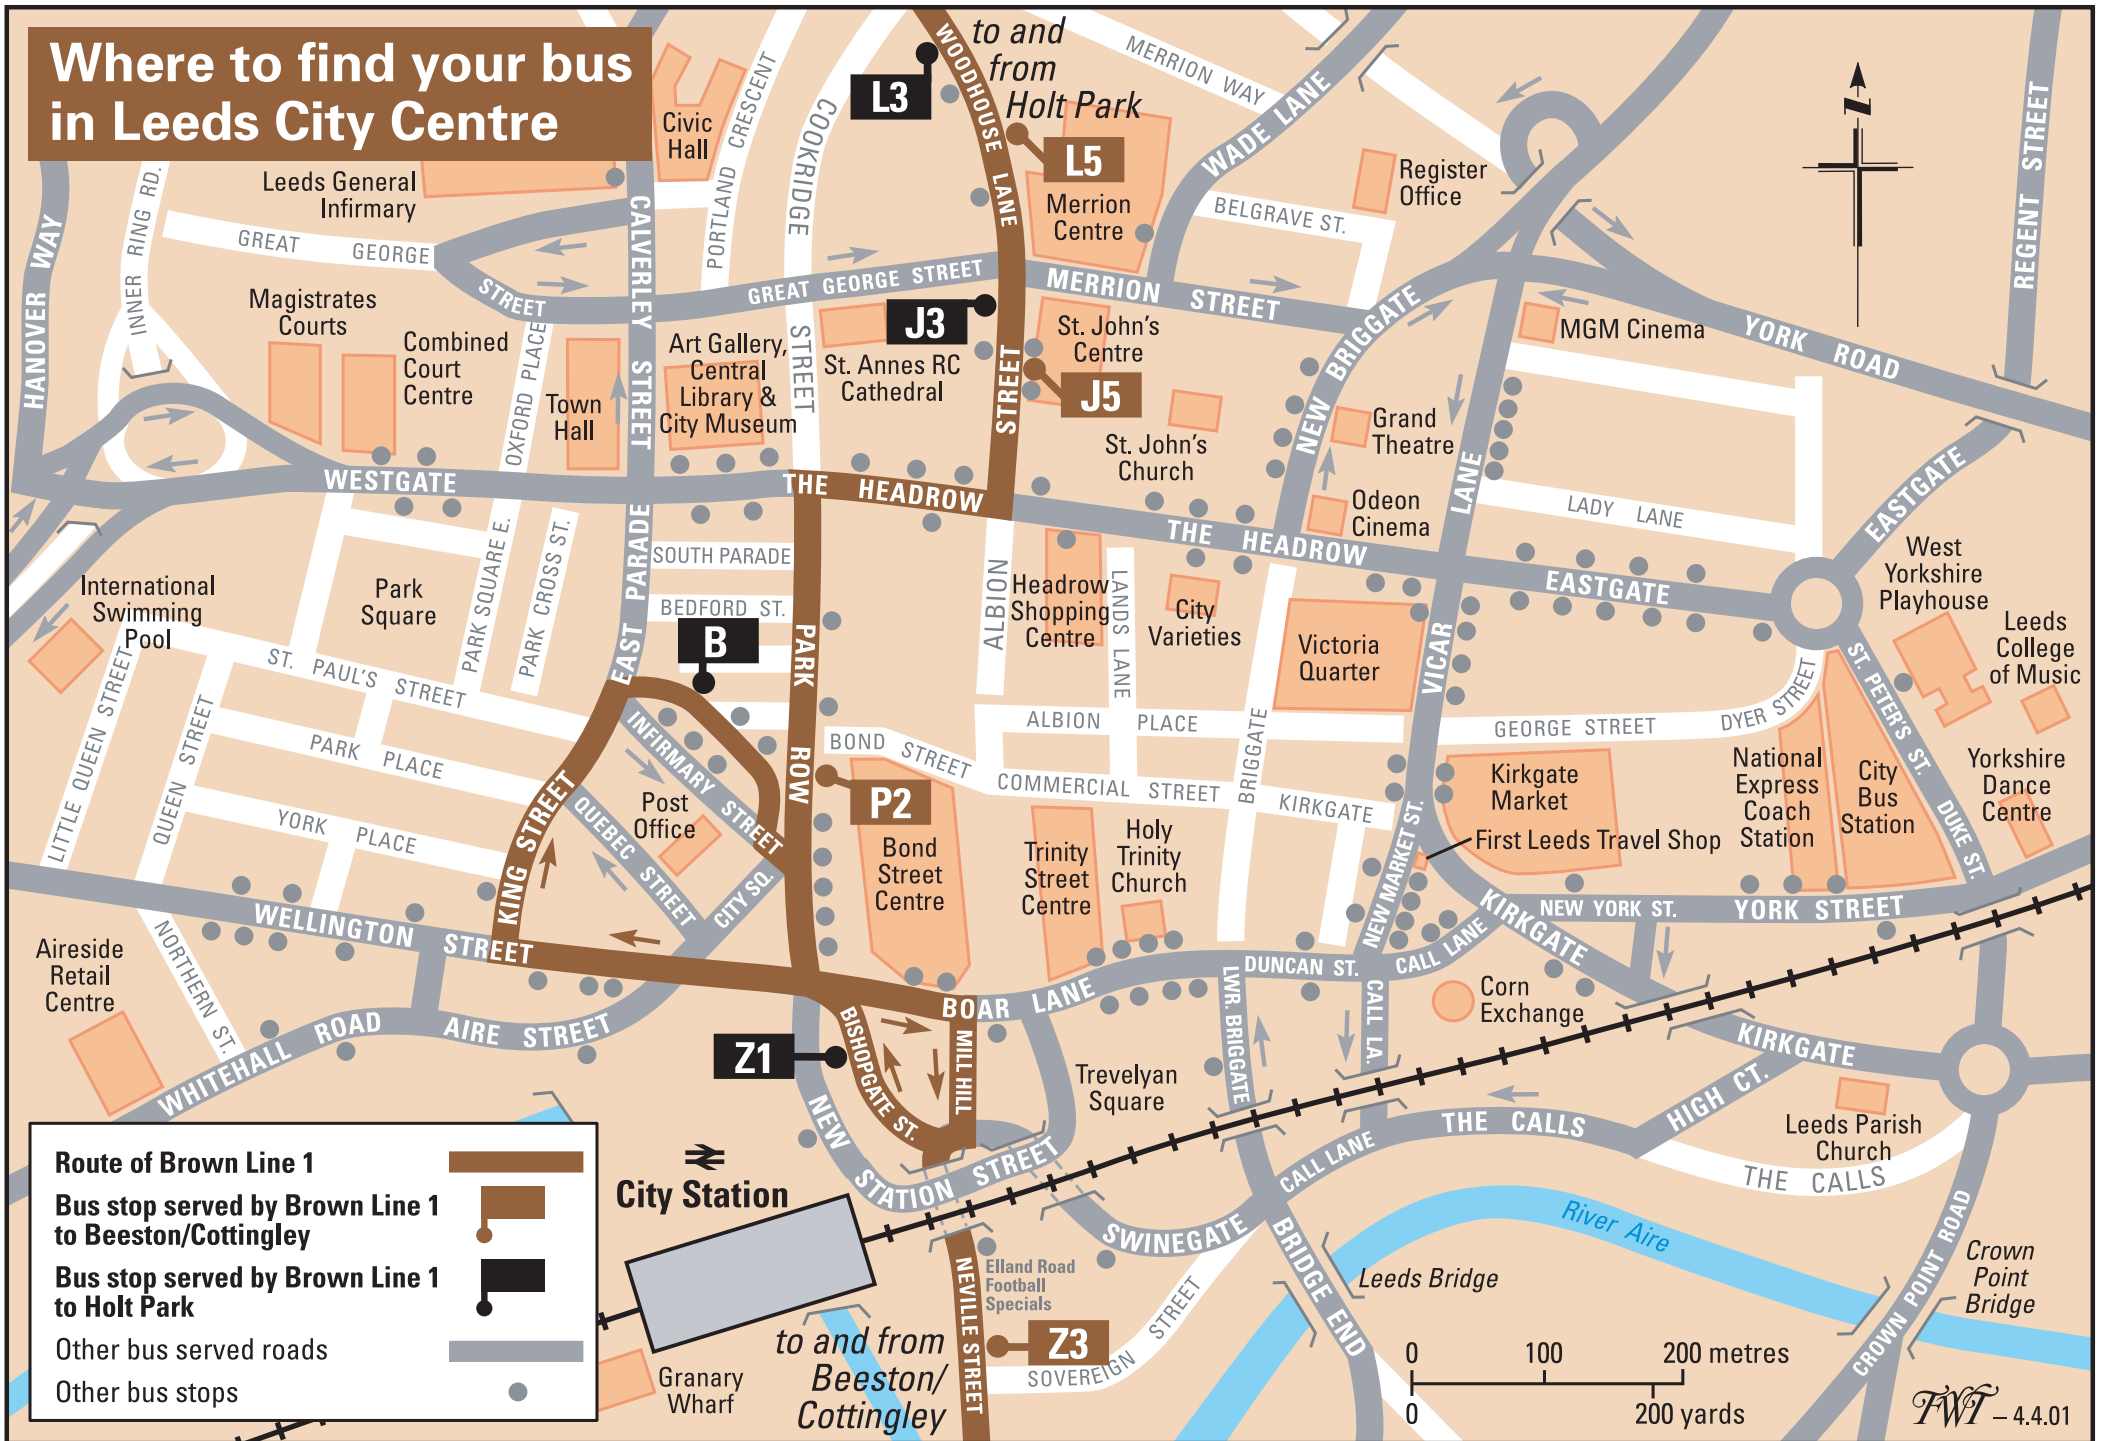 Where to find your bus
in Leeds City Centre
to and
from
Holt Park
L3
L5
J3
J5
B
P2
Z1
Z3
WOODHOUSE LANE
MERRION WAY
WADE LANE
Civic
Hall
PORTLAND CRESCENT
COOKRIDGE
STREET
Leeds General
Infirmary
CALVERLEY STREET
Merrion
Centre
Register
Office
BELGRAVE ST.
REGENT STREET
HANOVER WAY
INNER RING RD.
GREAT GEORGE
STREET
GREAT GEORGE STREET
MERRION STREET
NEW BRIGGATE
YORK ROAD
MGM Cinema
Magistrates
Courts
Combined
Court
Centre
OXFORD PLACE
Town
Hall
Art Gallery,
Central
Library &
City Museum
St. Annes RC
Cathedral
STREET
St. John's
Centre
St. John's
Church
Grand
Theatre
Odeon
Cinema
VICAR LANE
LADY LANE
EASTGATE
WESTGATE
THE HEADROW
THE HEADROW
EASTGATE
West
Yorkshire
Playhouse
Leeds
College
of Music
International
Swimming
Pool
Park
Square
PARK SQUARE E.
PARK CROSS ST.
EAST PARADE
SOUTH PARADE
BEDFORD ST.
PARK ROW
ALBION
Headrow
Shopping
Centre
LANDS LANE
City
Varieties
Victoria
Quarter
ST. PETER'S ST.
DUKE ST.
DYER STREET
GEORGE STREET
ST. PAUL'S STREET
LITTLE QUEEN STREET
QUEEN STREET
PARK PLACE
YORK PLACE
KING STREET
INFIRMARY STREET
QUEBEC STREET
Post
Office
CITY SQ.
BOND STREET
ALBION PLACE
COMMERCIAL STREET
BRIGGATE
KIRKGATE
Kirkgate
Market
First Leeds Travel Shop
National
Express
Coach
Station
City
Bus
Station
Yorkshire
Dance
Centre
Bond
Street
Centre
Trinity
Street
Centre
Holy
Trinity
Church
NEW MARKET ST.
NEW YORK ST.
YORK STREET
KIRKGATE
WELLINGTON STREET
Aireside
Retail
Centre
NORTHERN ST.
WHITEHALL ROAD
AIRE STREET
BOAR LANE
DUNCAN ST.
CALL LANE
CALL LA.
LWR. BRIGGATE
Corn
Exchange
KIRKGATE
BISHOPGATE ST.
MILL HILL
NEW STATION STREET
Trevelyan
Square
THE CALLS
HIGH CT.
Leeds Parish
Church
THE CALLS
CALL LANE
SWINEGATE
City Station
Elland Road
Football
Specials
NEVILLE STREET
SOVEREIGN STREET
BRIDGE END
Leeds Bridge
River Aire
Crown
Point
Bridge
CROWN POINT ROAD
Granary
Wharf
to and from
Beeston/
Cottingley
Route of Brown Line 1
Bus stop served by Brown Line 1
to Beeston/Cottingley
Bus stop served by Brown Line 1
to Holt Park
Other bus served roads
Other bus stops
0 100 200 metres
0 200 yards
FWT – 4.4.01